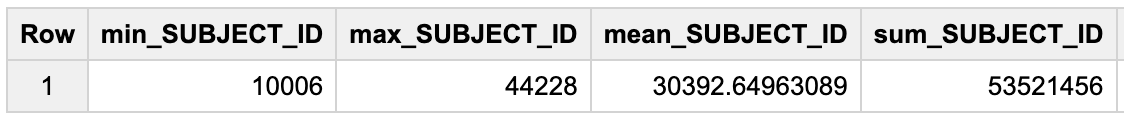 Row min_SUBJECT_ID max_SUBJECT_ID mean_SUBJECT_ID sum_SUBJECT_ID
1 10006 44228 30392.64963089 53521456